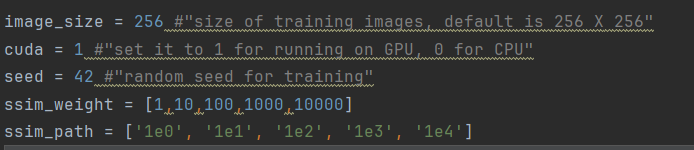 image_size = 256 #"size of training images, default is 256 X 256"
cuda = 1 #"set it to 1 for running on GPU, 0 for CPU"
seed = 42 #"random seed for training"
ssim_weight = [1,10,100,1000,10000]
ssim_path = ['1e0', '1e1', '1e2', '1e3', '1e4']